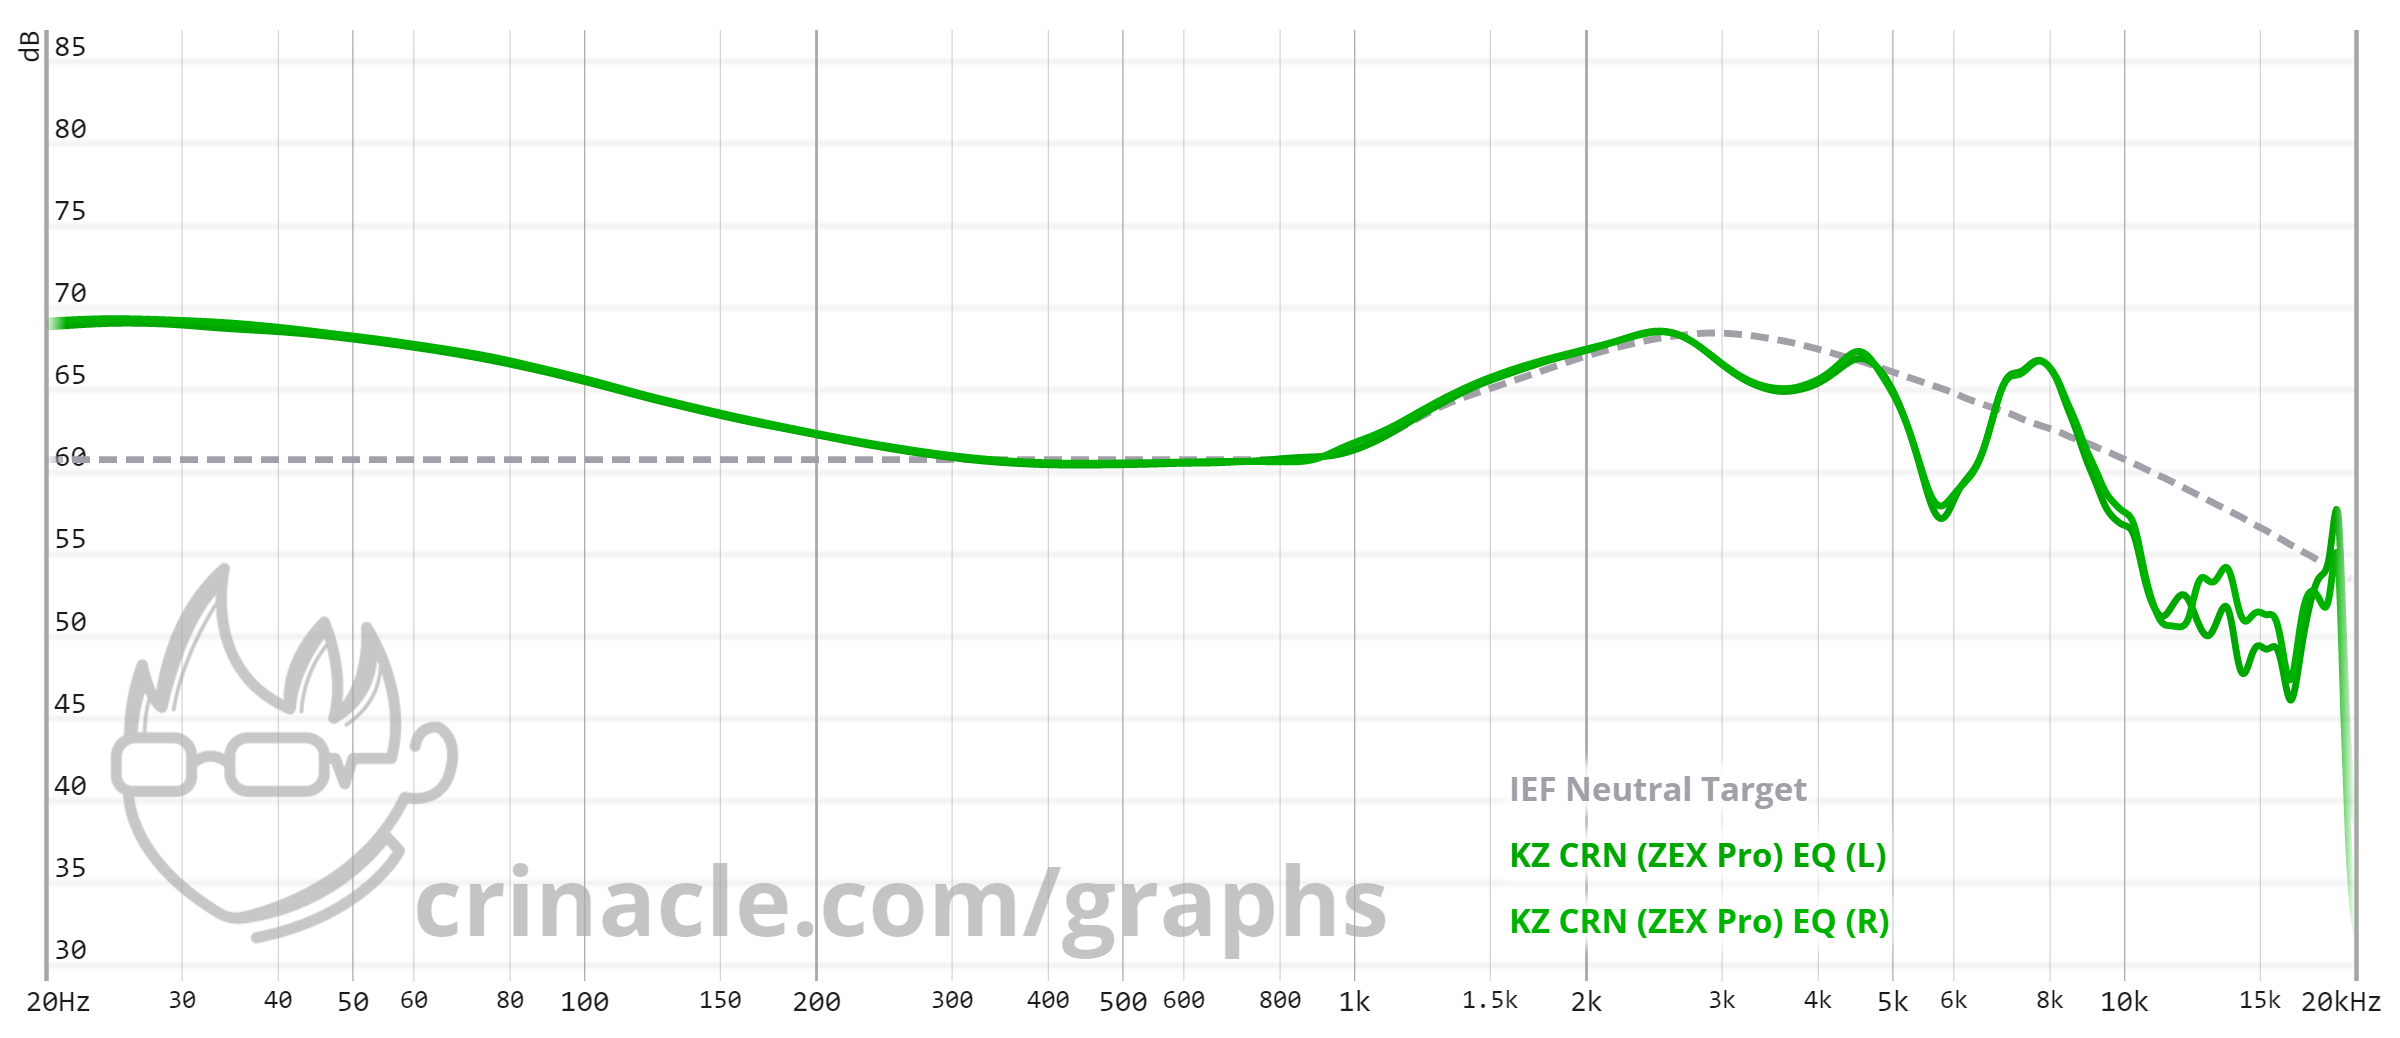 dB
85
80
75
70
65
60
55
50
45
40
35
30
IEF Neutral Target
KZ CRN (ZEX Pro) EQ (L)
KZ CRN (ZEX Pro) EQ (R)
crinacle.com/graphs
20Hz 30 40 50 60 80 100 150 200 300 400 500 600 800 1k 1.5k 2k 3k 4k 5k 6k 8k 10k 15k 20kHz